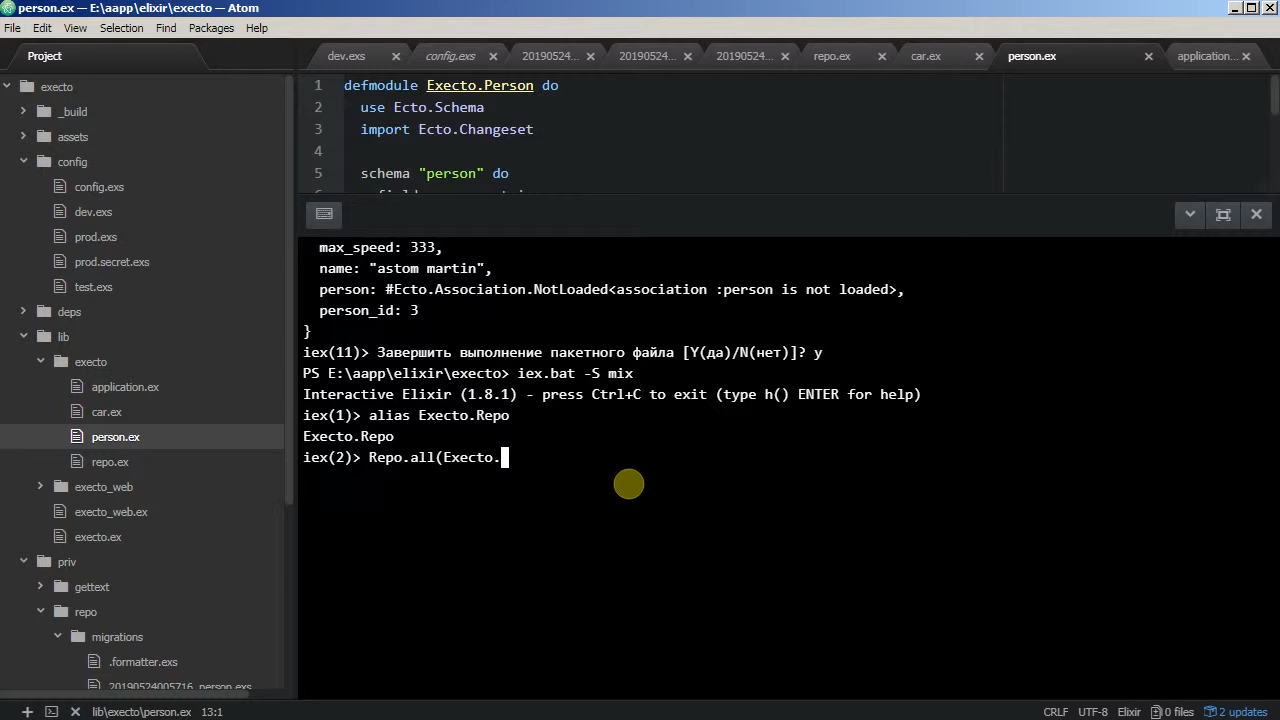 person.ex — E:\aapp\elixir\execto — Atom
File Edit View Selection Find Packages Help
Project
dev.exs config.exs 20190524... 20190524... 20190524... repo.ex car.ex person.ex application....
execto
_build
assets
config
config.exs
dev.exs
prod.exs
prod.secret.exs
test.exs
deps
lib
execto
application.ex
car.ex
person.ex
repo.ex
execto_web
execto_web.ex
execto.ex
priv
gettext
repo
migrations
.formatter.exs
20190524005716_person.exs
1 defmodule Execto.Person do
2 use Ecto.Schema
3 import Ecto.Changeset
4
5 schema "person" do
6
max_speed: 333,
name: "astom martin",
person: #Ecto.Association.NotLoaded<association :person is not loaded>,
person_id: 3
}
iex(11)> Завершить выполнение пакетного файла [Y(да)/N(нет)]? y
PS E:\aapp\elixir\execto> iex.bat -S mix
Interactive Elixir (1.8.1) - press Ctrl+C to exit (type h() ENTER for help)
iex(1)> alias Execto.Repo
Execto.Repo
iex(2)> Repo.all(Execto.
lib\execto\person.ex 13:1
CRLF UTF-8 Elixir 0 files 2 updates